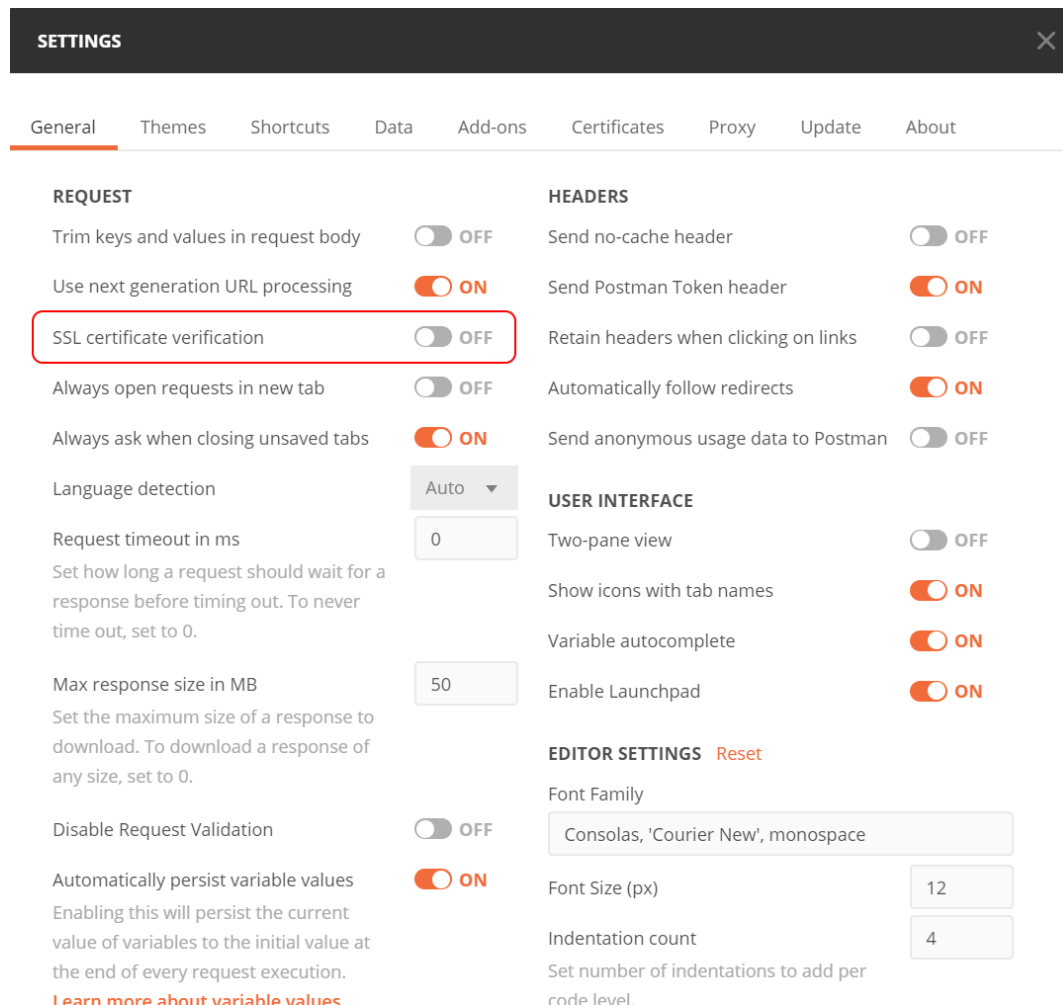 SETTINGS
General Themes Shortcuts Data Add-ons Certificates Proxy Update About
REQUEST
Trim keys and values in request body OFF
Use next generation URL processing ON
SSL certificate verification OFF
Always open requests in new tab OFF
Always ask when closing unsaved tabs ON
Language detection Auto
Request timeout in ms 0
Set how long a request should wait for a
response before timing out. To never
time out, set to 0.
Max response size in MB 50
Set the maximum size of a response to
download. To download a response of
any size, set to 0.
Disable Request Validation OFF
Automatically persist variable values ON
Enabling this will persist the current
value of variables to the initial value at
the end of every request execution.
Learn more about variable values
HEADERS
Send no-cache header OFF
Send Postman Token header ON
Retain headers when clicking on links OFF
Automatically follow redirects ON
Send anonymous usage data to Postman OFF
USER INTERFACE
Two-pane view OFF
Show icons with tab names ON
Variable autocomplete ON
Enable Launchpad ON
EDITOR SETTINGS Reset
Font Family
Consolas, 'Courier New', monospace
Font Size (px) 12
Indentation count 4
Set number of indentations to add per
code level.